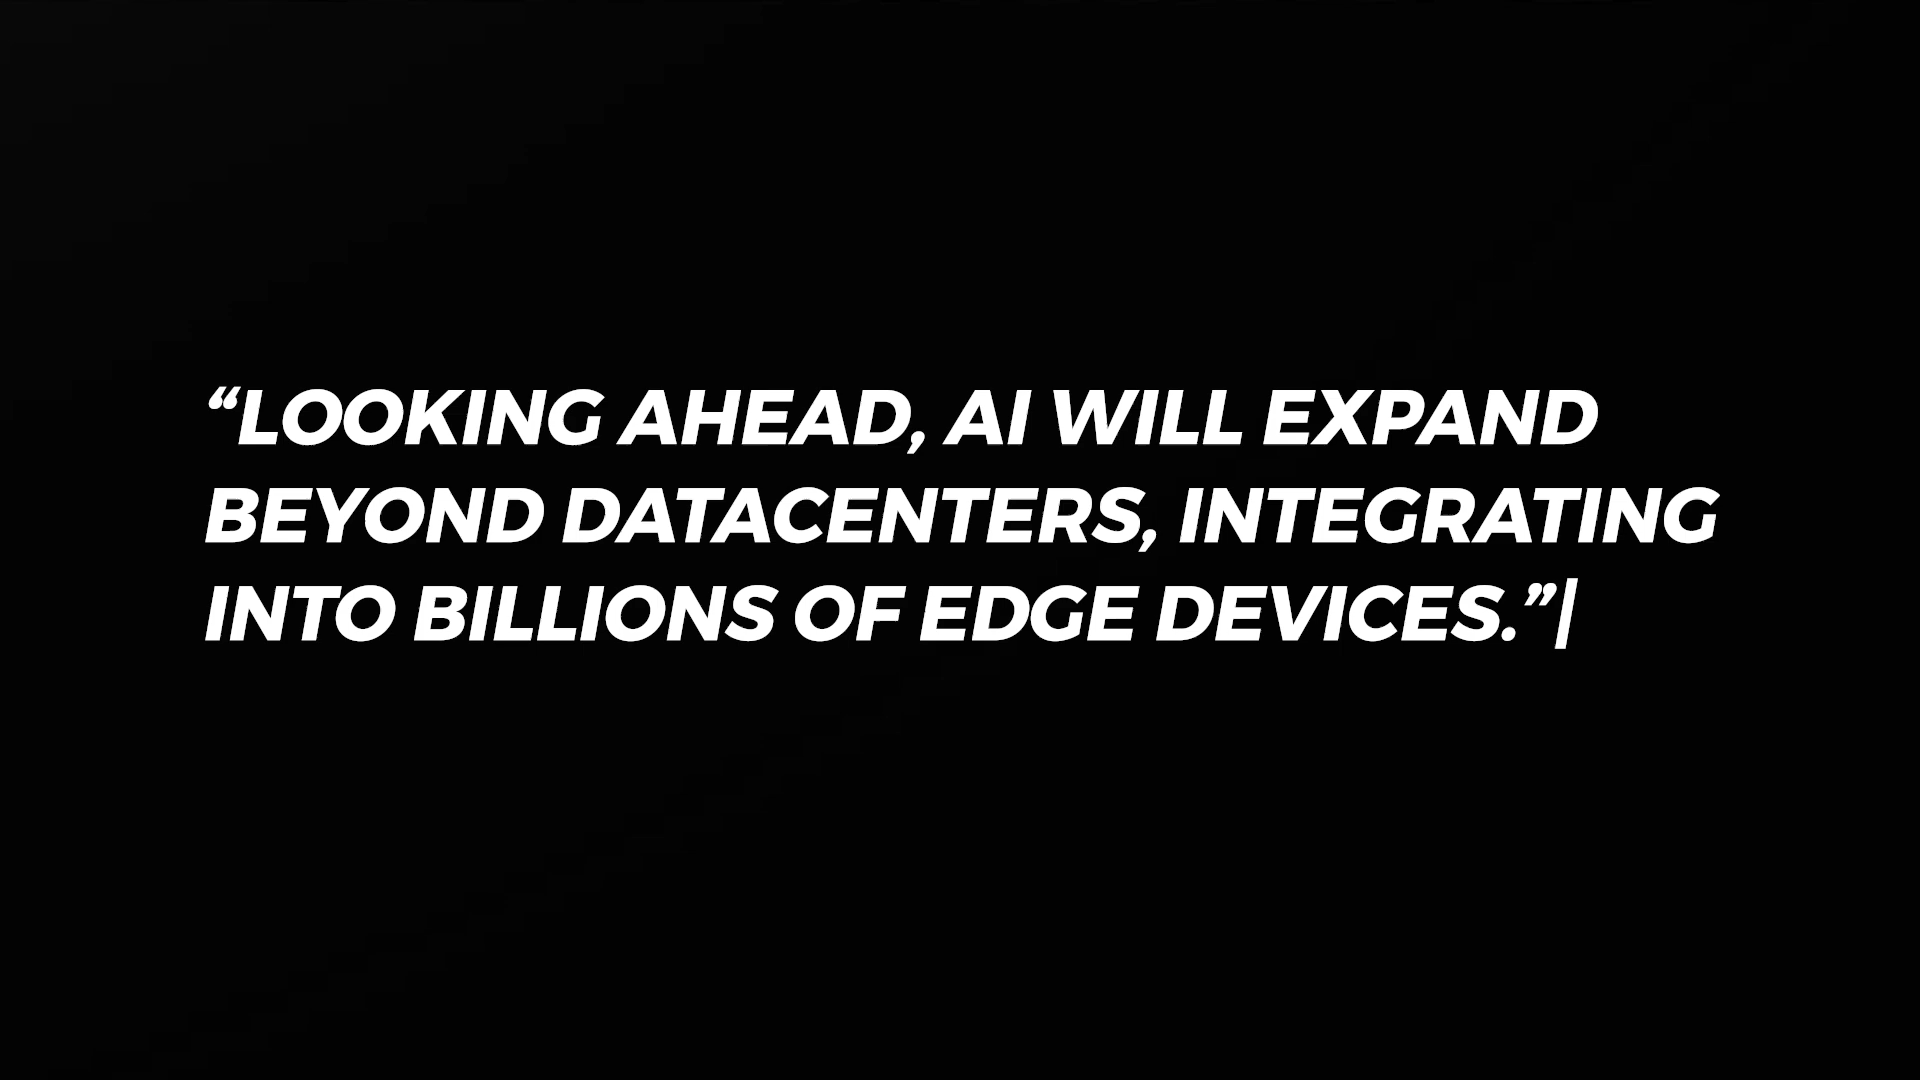 “LOOKING AHEAD, AI WILL EXPAND
BEYOND DATACENTERS, INTEGRATING
INTO BILLIONS OF EDGE DEVICES.”|